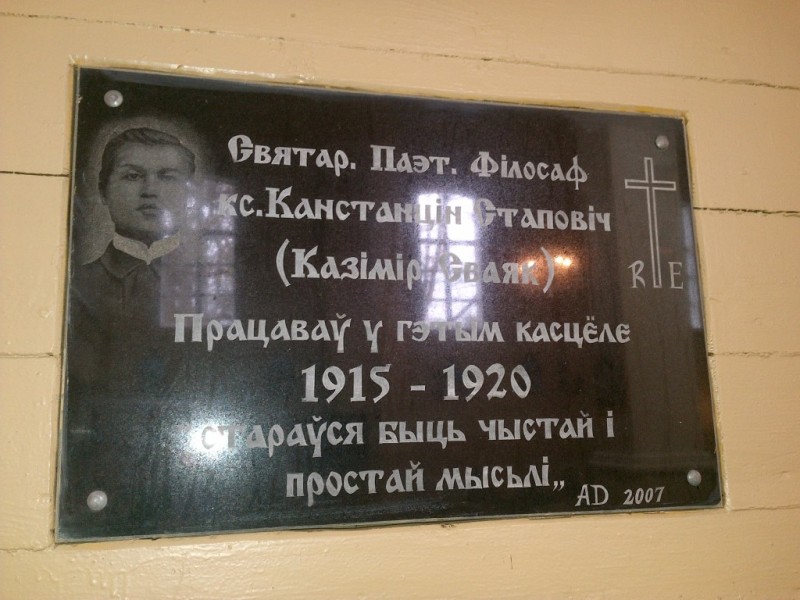 Святар. Паэт. Філосаф
кс.Канстанцін Стаповіч
(Казімір Сваяк)
R E
Працаваў у гэтым касцёле
1915 - 1920
„стараўся быць чыстай і
простай мысьлі„
AD 2007